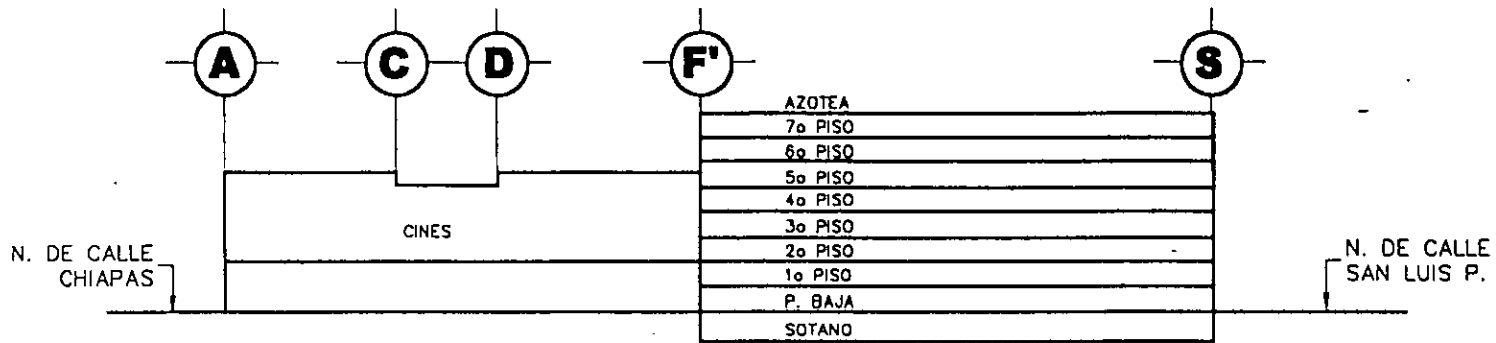 A C D F' S
AZOTEA
7o PISO
6o PISO
5o PISO
4o PISO
CINES
3o PISO
2o PISO
1o PISO
P. BAJA
SOTANO
N. DE CALLE
CHIAPAS
N. DE CALLE
SAN LUIS P.